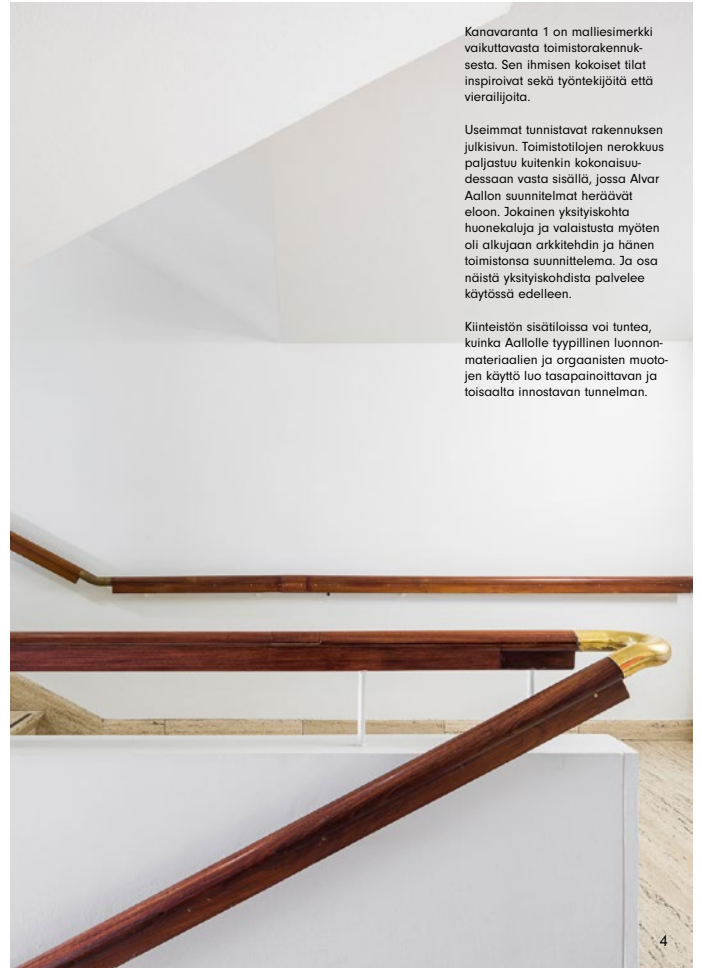 Kanavaranta 1 on malliesimerkki
vaikuttavasta toimistorakennuk-
sesta. Sen ihmisen kokoiset tilat
inspiroivat sekä työntekijöitä että
vierailijoita.
Useimmat tunnistavat rakennuksen
julkisivun. Toimistotilojen nerokkuus
paljastuu kuitenkin kokonaisuu-
dessaan vasta sisällä, jossa Alvar
Aallon suunnitelmat heräävät
eloon. Jokainen yksityiskohta
huonekaluja ja valaistusta myöten
oli alkujaan arkkitehdin ja hänen
toimistonsa suunnittelema. Ja osa
näistä yksityiskohdista palvelee
käytössä edelleen.
Kiinteistön sisätiloissa voi tuntea,
kuinka Aallolle tyypillinen luonnon-
materiaalien ja orgaanisten muoto-
jen käyttö luo tasapainoittavan ja
toisaalta innostavan tunnelman.
4